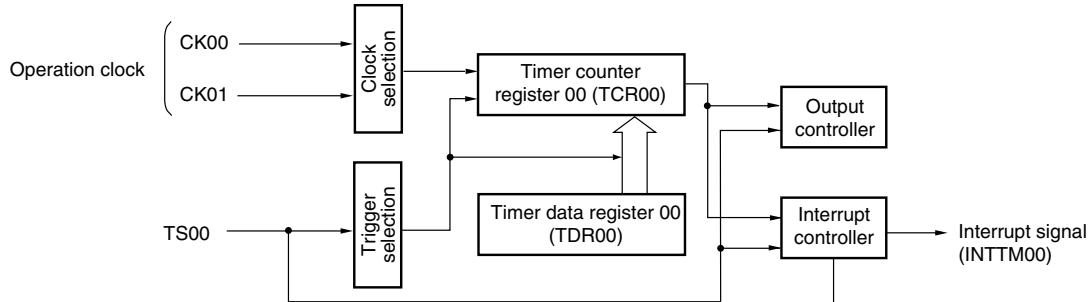 Operation clock
CK00
CK01
Clock
selection
Timer counter
register 00 (TCR00)
Output
controller
TS00
Trigger
selection
Timer data register 00
(TDR00)
Interrupt
controller
Interrupt signal
(INTTM00)